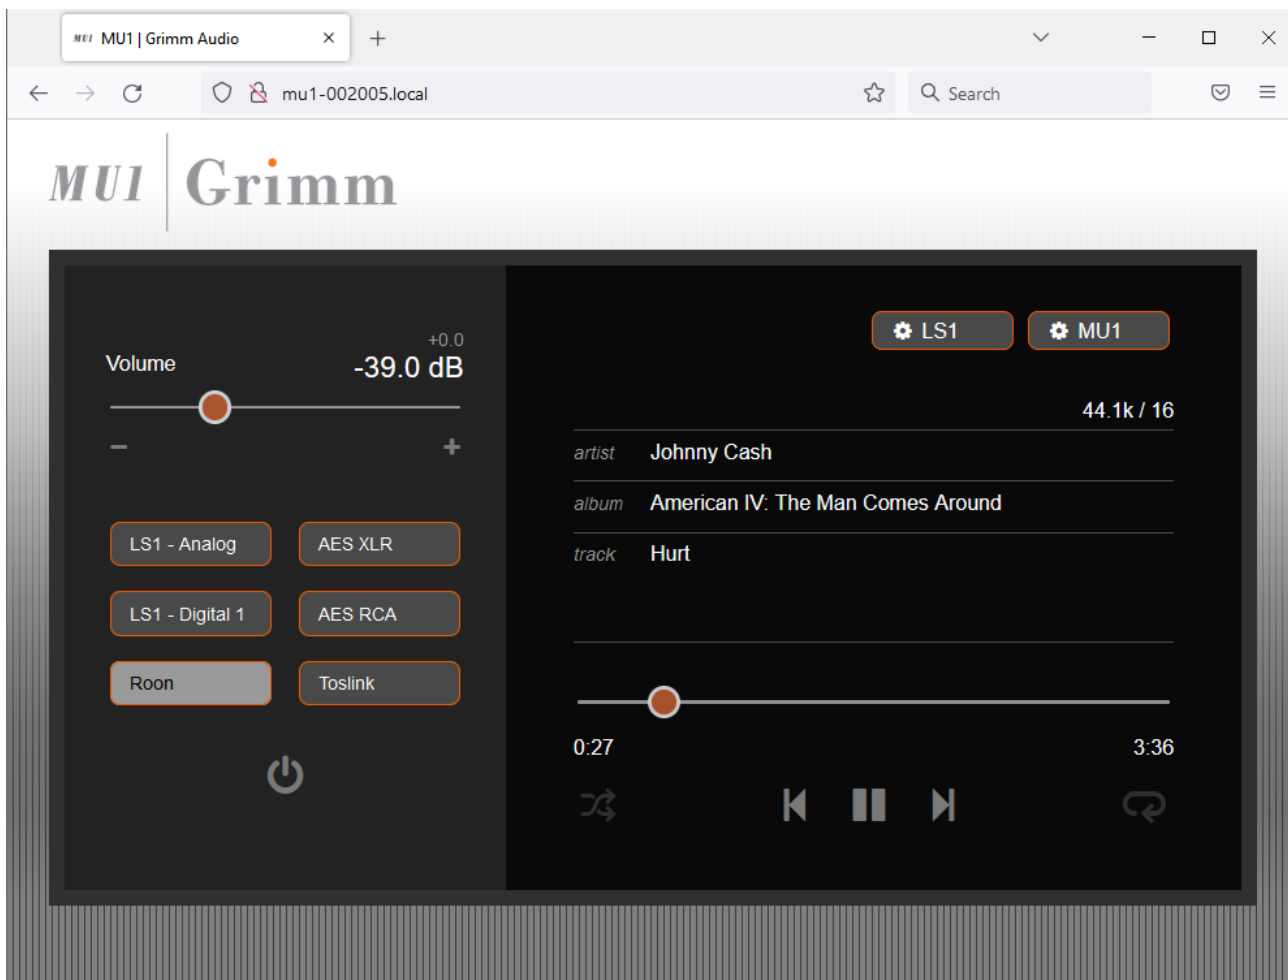 MU1 MU1 | Grimm Audio
mu1-002005.local
Search
MU1 | Grimm
+0.0
Volume -39.0 dB
LS1 - Analog AES XLR
LS1 - Digital 1 AES RCA
Roon Toslink
LS1 MU1
44.1k / 16
artist Johnny Cash
album American IV: The Man Comes Around
track Hurt
0:27 3:36